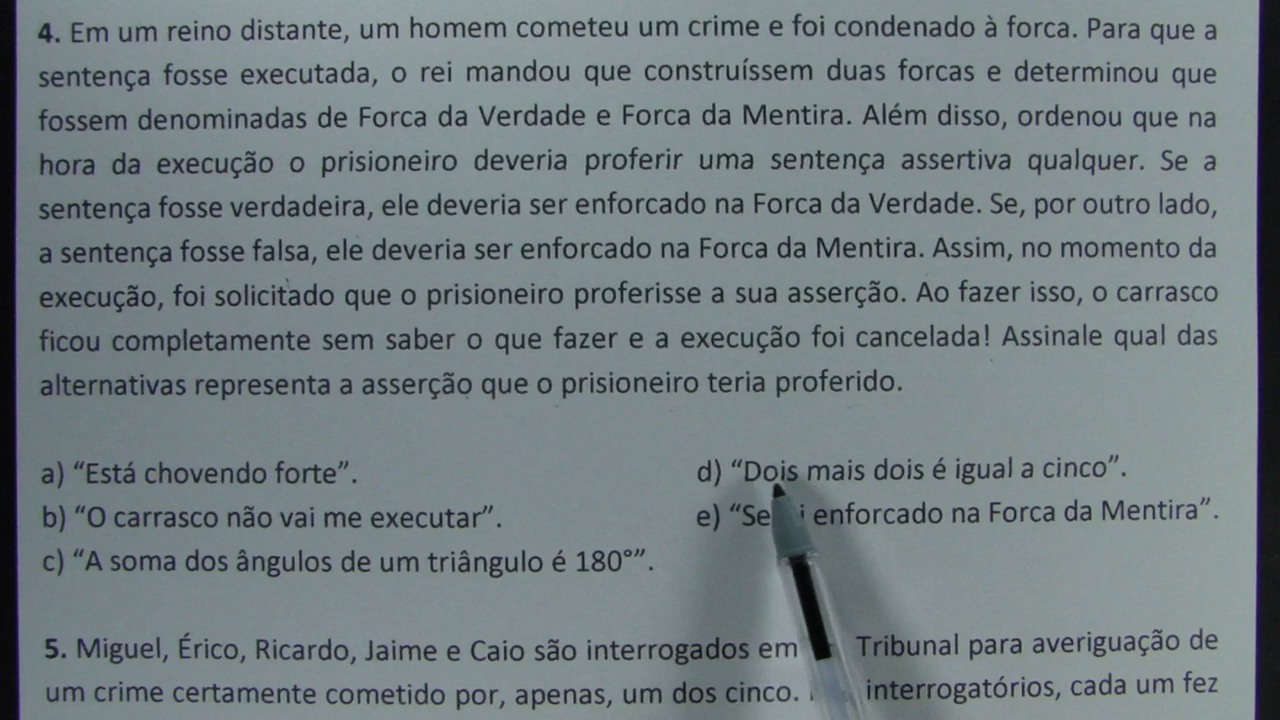 4. Em um reino distante, um homem cometeu um crime e foi condenado à forca. Para que a
sentença fosse executada, o rei mandou que construíssem duas forcas e determinou que
fossem denominadas de Forca da Verdade e Forca da Mentira. Além disso, ordenou que na
hora da execução o prisioneiro deveria proferir uma sentença assertiva qualquer. Se a
sentença fosse verdadeira, ele deveria ser enforcado na Forca da Verdade. Se, por outro lado,
a sentença fosse falsa, ele deveria ser enforcado na Forca da Mentira. Assim, no momento da
execução, foi solicitado que o prisioneiro proferisse a sua asserção. Ao fazer isso, o carrasco
ficou completamente sem saber o que fazer e a execução foi cancelada! Assinale qual das
alternativas representa a asserção que o prisioneiro teria proferido.
a) “Está chovendo forte”.
b) “O carrasco não vai me executar”.
c) “A soma dos ângulos de um triângulo é 180°”.
d) “Dois mais dois é igual a cinco”.
e) “ enforcado na Forca da Mentira”.
5. Miguel, Érico, Ricardo, Jaime e Caio são interrogados em Tribunal para averiguação de
um crime certamente cometido por, apenas, um dos cinco. interrogatórios, cada um fez